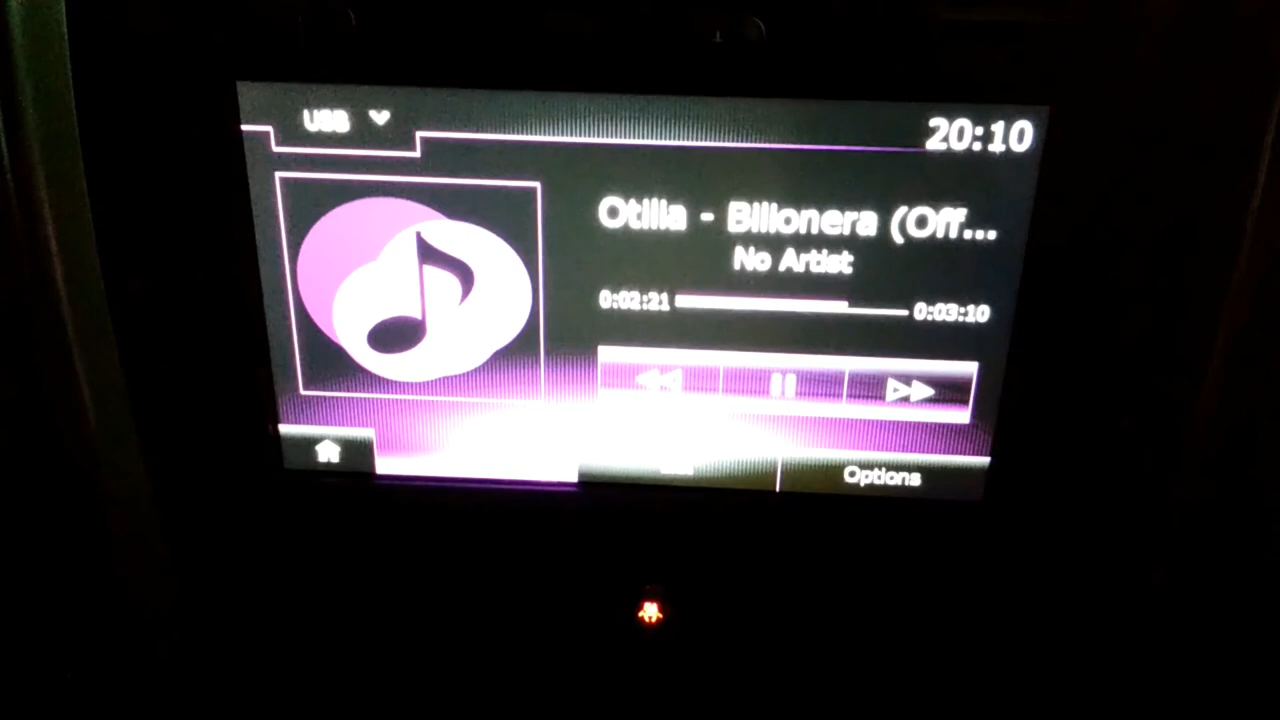 USB
20:10
Otilia - Bilionera (Off...
No Artist
0:02:21
0:03:10
Options